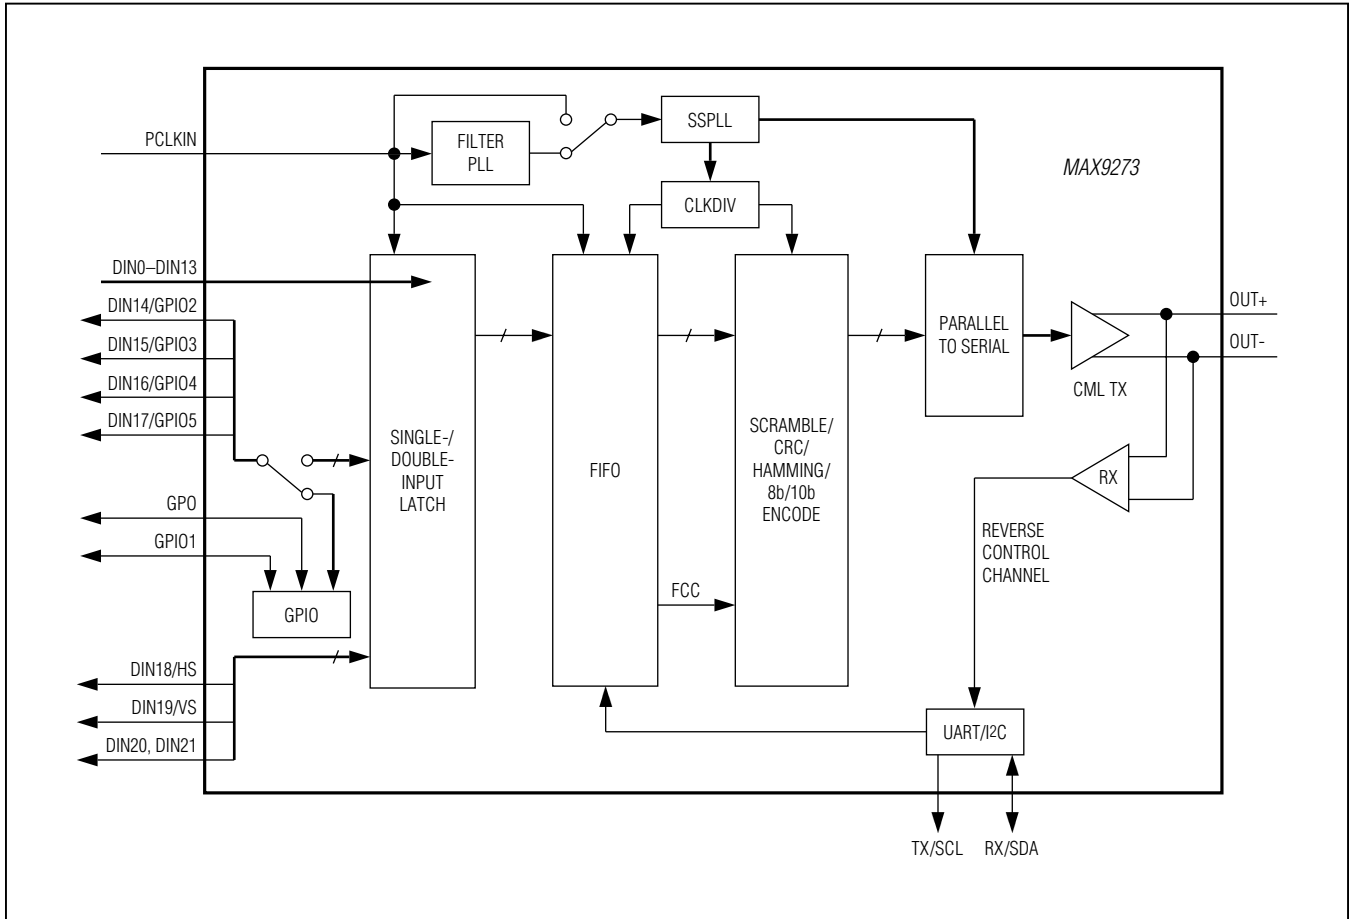 PCLKIN
FILTER
PLL
SSPLL
CLKDIV
MAX9273
DIN0–DIN13
DIN14/GPIO2
DIN15/GPIO3
DIN16/GPIO4
DIN17/GPIO5
GPO
GPIO1
GPIO
DIN18/HS
DIN19/VS
DIN20, DIN21
SINGLE-/
DOUBLE-
INPUT
LATCH
FIFO
FCC
SCRAMBLE/
CRC/
HAMMING/
8b/10b
ENCODE
PARALLEL
TO SERIAL
CML TX
OUT+
OUT-
RX
REVERSE
CONTROL
CHANNEL
UART/I2C
TX/SCL
RX/SDA